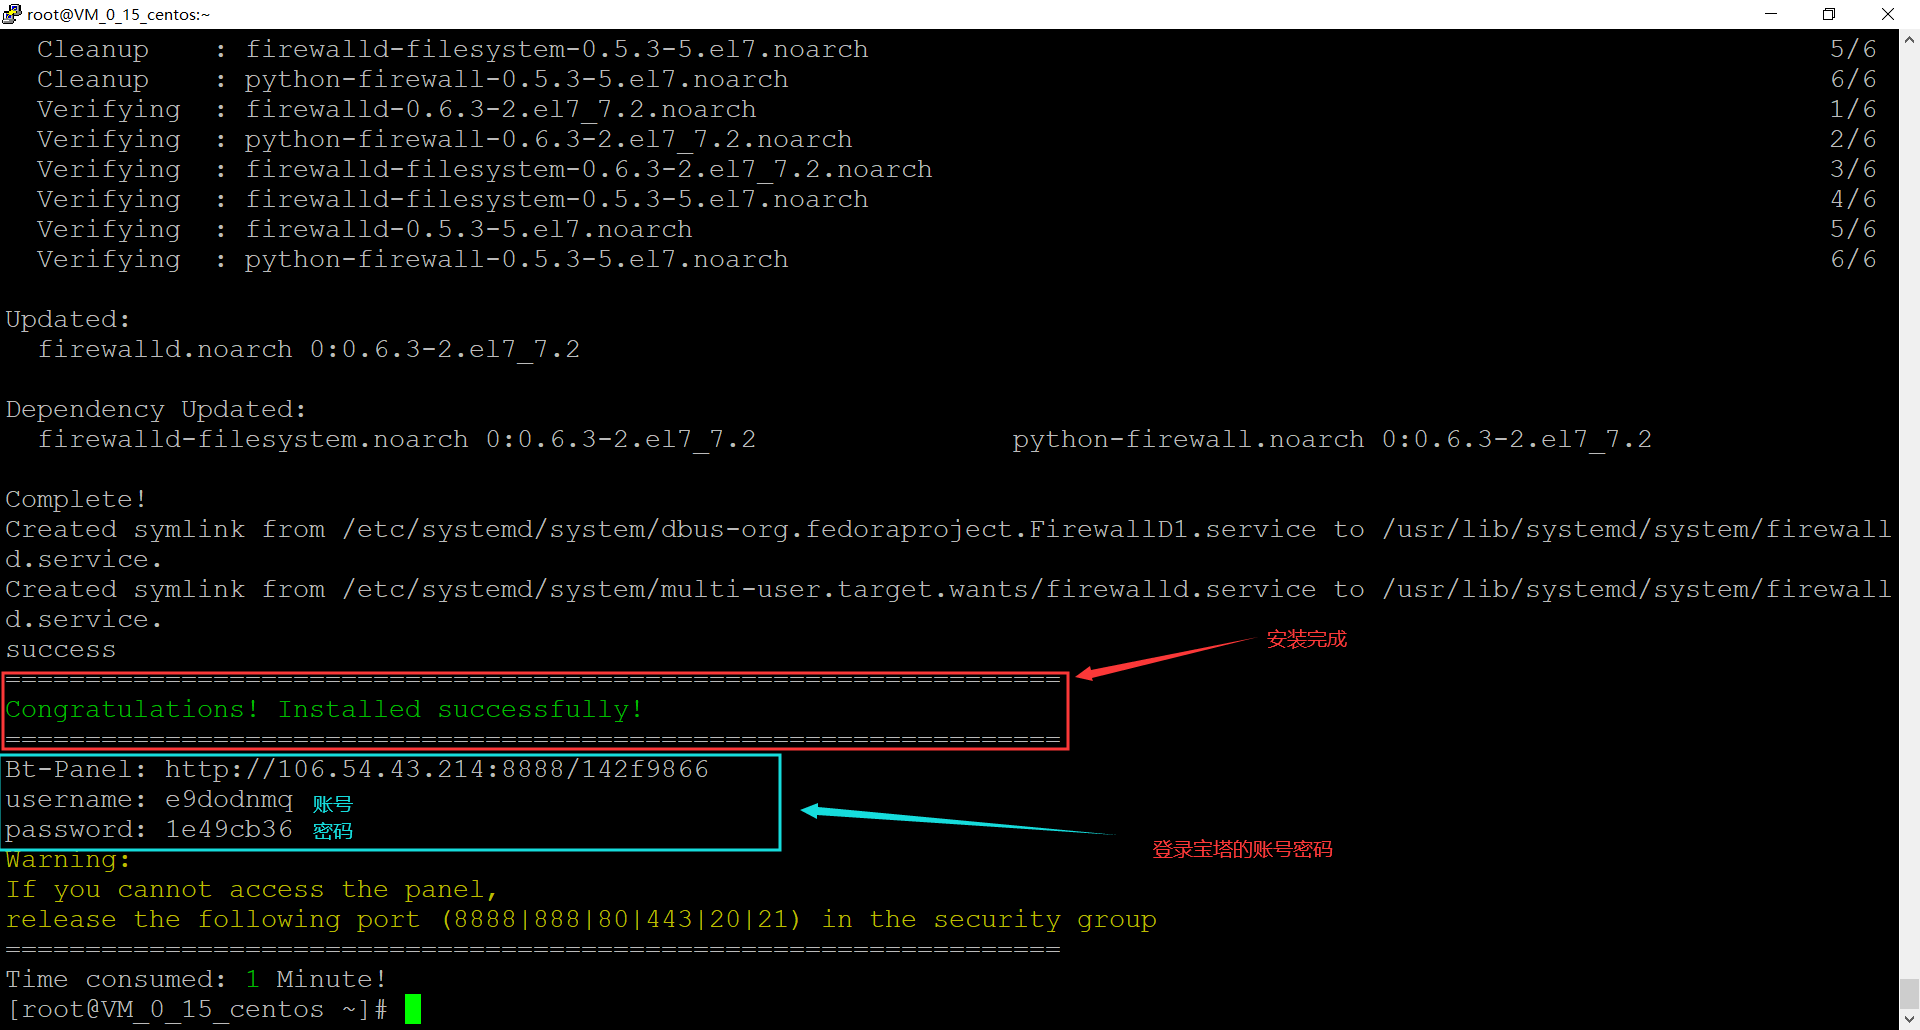 root@VM_0_15_centos:~
Cleanup    : firewalld-filesystem-0.5.3-5.el7.noarch 5/6
Cleanup    : python-firewall-0.5.3-5.el7.noarch 6/6
Verifying  : firewalld-0.6.3-2.el7_7.2.noarch 1/6
Verifying  : python-firewall-0.6.3-2.el7_7.2.noarch 2/6
Verifying  : firewalld-filesystem-0.6.3-2.el7_7.2.noarch 3/6
Verifying  : firewalld-filesystem-0.5.3-5.el7.noarch 4/6
Verifying  : firewalld-0.5.3-5.el7.noarch 5/6
Verifying  : python-firewall-0.5.3-5.el7.noarch 6/6
Updated:
firewalld.noarch 0:0.6.3-2.el7_7.2
Dependency Updated:
firewalld-filesystem.noarch 0:0.6.3-2.el7_7.2 python-firewall.noarch 0:0.6.3-2.el7_7.2
Complete!
Created symlink from /etc/systemd/system/dbus-org.fedoraproject.FirewallD1.service to /usr/lib/systemd/system/firewall
d.service.
Created symlink from /etc/systemd/system/multi-user.target.wants/firewalld.service to /usr/lib/systemd/system/firewall
d.service.
success
安装完成
==================================================================
Congratulations! Installed successfully!
==================================================================
Bt-Panel: http://106.54.43.214:8888/142f9866
username: e9dodnmq 账号
password: 1e49cb36 密码
登录宝塔的账号密码
Warning:
If you cannot access the panel,
release the following port (8888|888|80|443|20|21) in the security group
==================================================================
Time consumed: 1 Minute!
[root@VM_0_15_centos ~]#